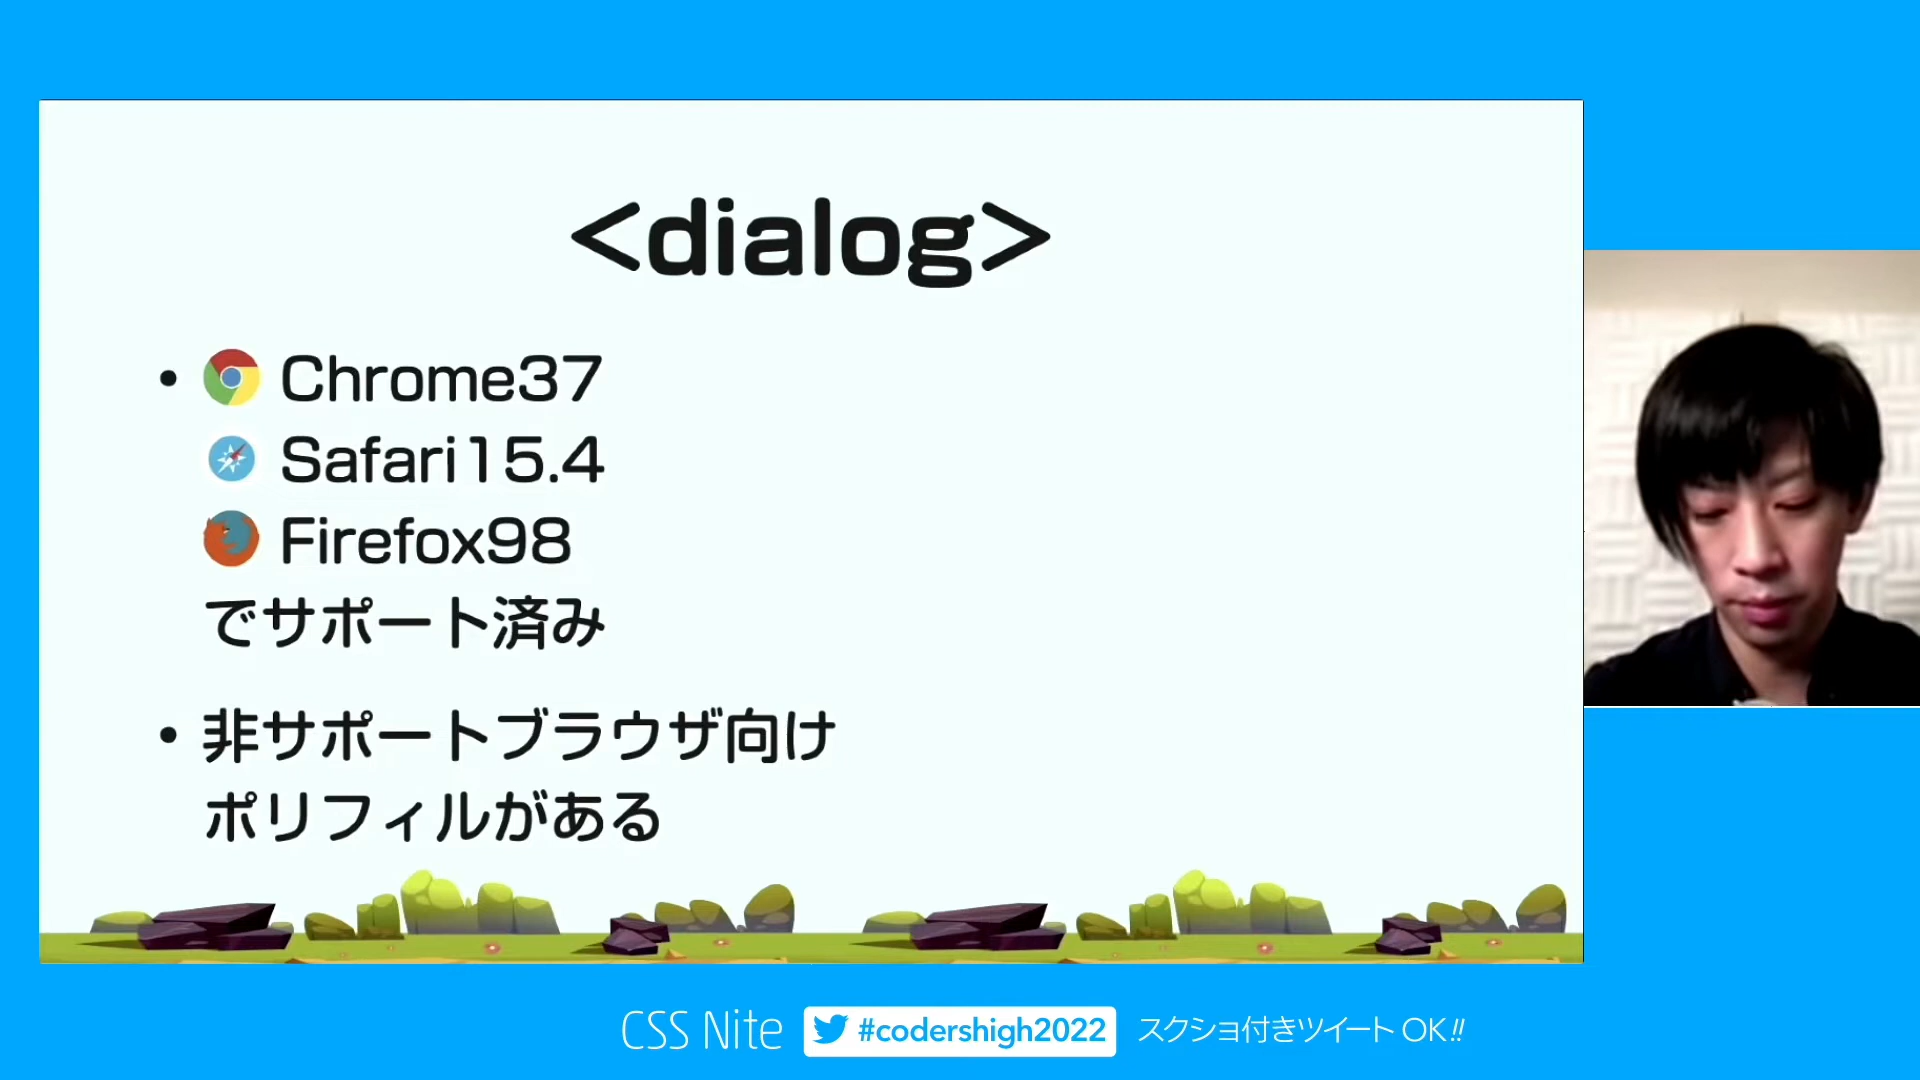 <dialog>
• Chrome37
Safari15.4
Firefox98
でサポート済み
• 非サポートブラウザ向け
ポリフィルがある
CSS Nite #codershigh2022 スクショ付きツイート OK!!